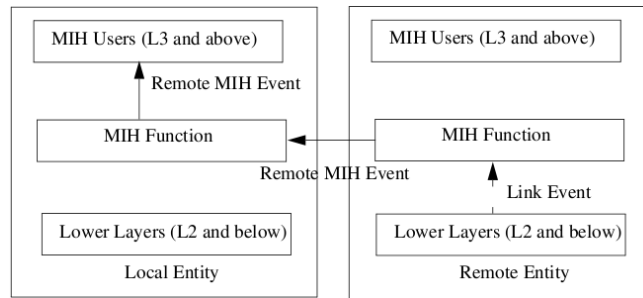 MIH Users (L3 and above)
Remote MIH Event
MIH Function
Lower Layers (L2 and below)
Local Entity
Remote MIH Event
MIH Users (L3 and above)
MIH Function
Link Event
Lower Layers (L2 and below)
Remote Entity